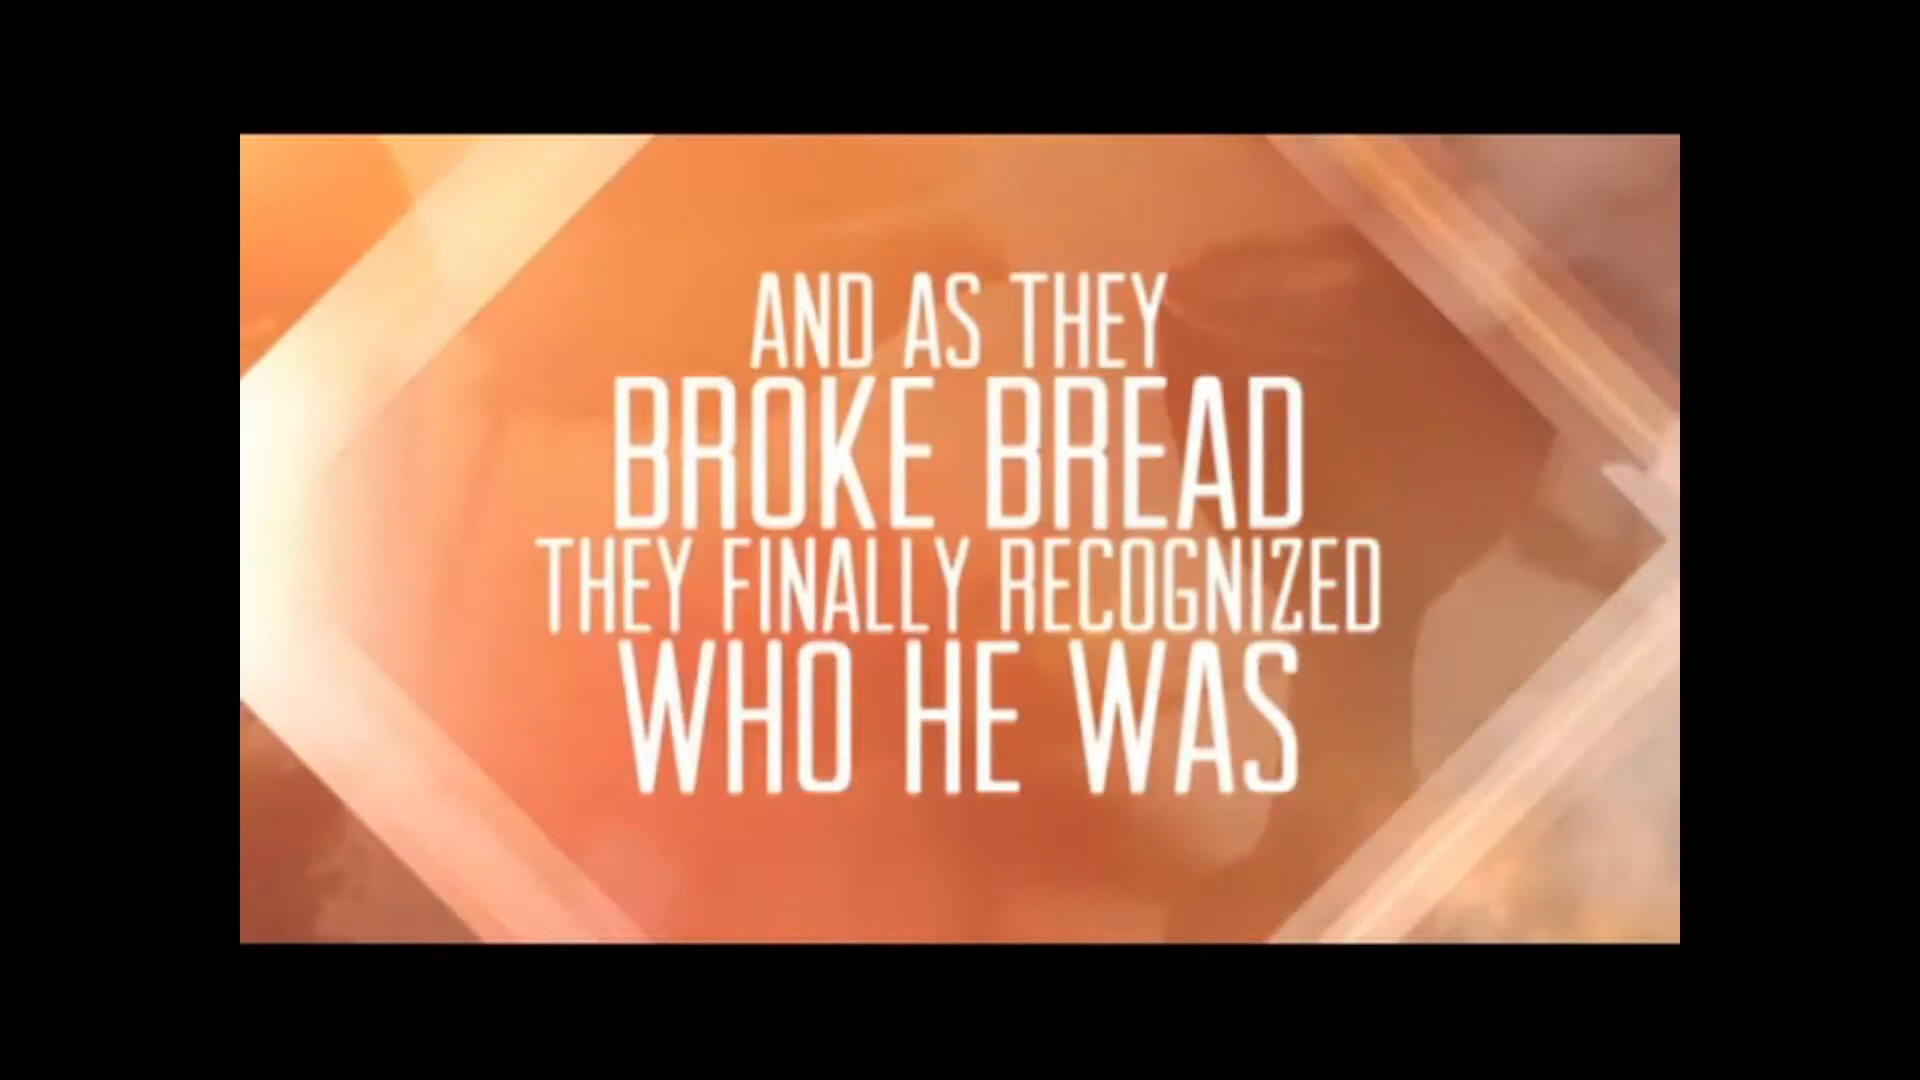 AND AS THEY
BROKE BREAD
THEY FINALLY RECOGNIZED
WHO HE WAS